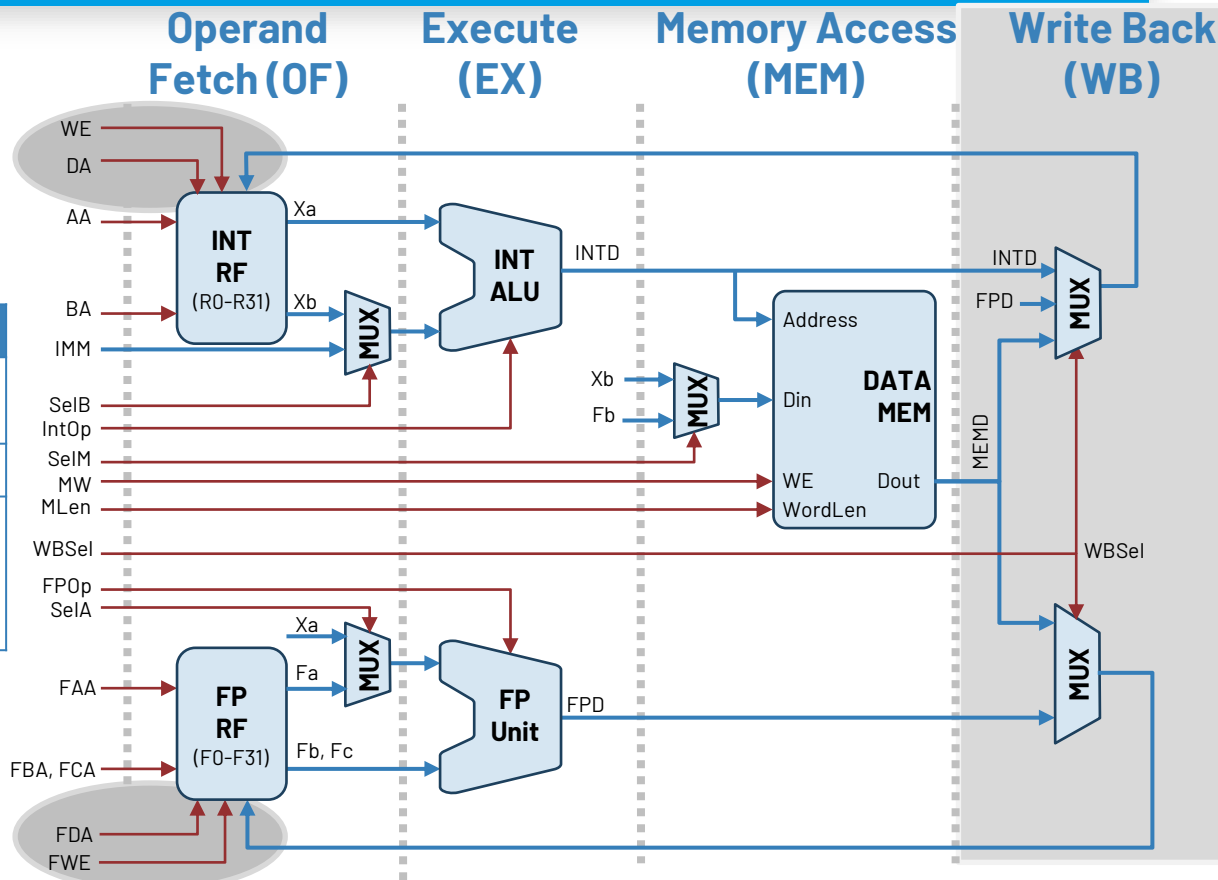 Operand
Fetch (OF)
Execute
(EX)
Memory Access
(MEM)
Write Back
(WB)
WE
DA
AA
BA
IMM
SelB
IntOp
SelM
MW
MLen
WBSel
FPOp
SelA
FAA
FBA, FCA
FDA
FWE
INT
RF
(R0-R31)
Xa
Xb
MUX
INT
ALU
INTD
Xb
Fb
MUX
Address
Din
DATA
MEM
WE
Dout
WordLen
MEMD
INTD
FPD
MUX
WBSel
MUX
Xa
Fa
MUX
FP
RF
(F0-F31)
Fb, Fc
FP
Unit
FPD